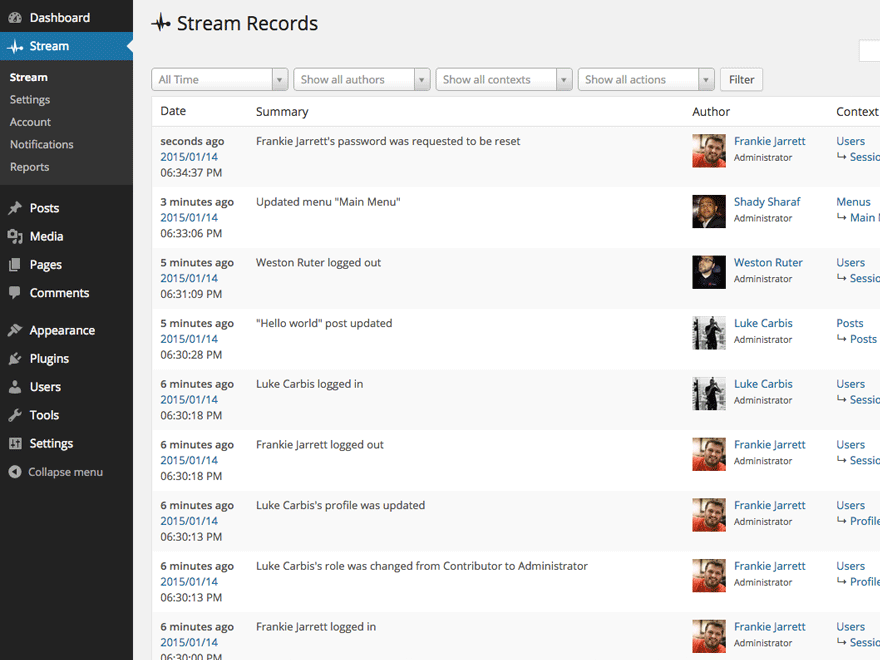 Dashboard
Stream
Stream
Settings
Account
Notifications
Reports
Posts
Media
Pages
Comments
Appearance
Plugins
Users
Tools
Settings
Collapse menu
Stream Records
All Time Show all authors Show all contexts Show all actions Filter
Date Summary Author Context
seconds ago Frankie Jarrett's password was requested to be reset Frankie Jarrett Users
2015/01/14 Administrator Sessio
06:34:37 PM
3 minutes ago Updated menu "Main Menu" Shady Sharaf Menus
2015/01/14 Administrator Main
06:33:06 PM
5 minutes ago Weston Ruter logged out Weston Ruter Users
2015/01/14 Administrator Sessio
06:31:09 PM
5 minutes ago "Hello world" post updated Luke Carbis Posts
2015/01/14 Administrator Posts
06:30:28 PM
6 minutes ago Luke Carbis logged in Luke Carbis Users
2015/01/14 Administrator Sessio
06:30:18 PM
6 minutes ago Frankie Jarrett logged out Frankie Jarrett Users
2015/01/14 Administrator Sessio
06:30:18 PM
6 minutes ago Luke Carbis's profile was updated Frankie Jarrett Users
2015/01/14 Administrator Profile
06:30:13 PM
6 minutes ago Luke Carbis's role was changed from Contributor to Administrator Frankie Jarrett Users
2015/01/14 Administrator Profile
06:30:13 PM
6 minutes ago Frankie Jarrett logged in Frankie Jarrett Users
2015/01/14 Administrator Sessio
06:30:00 PM